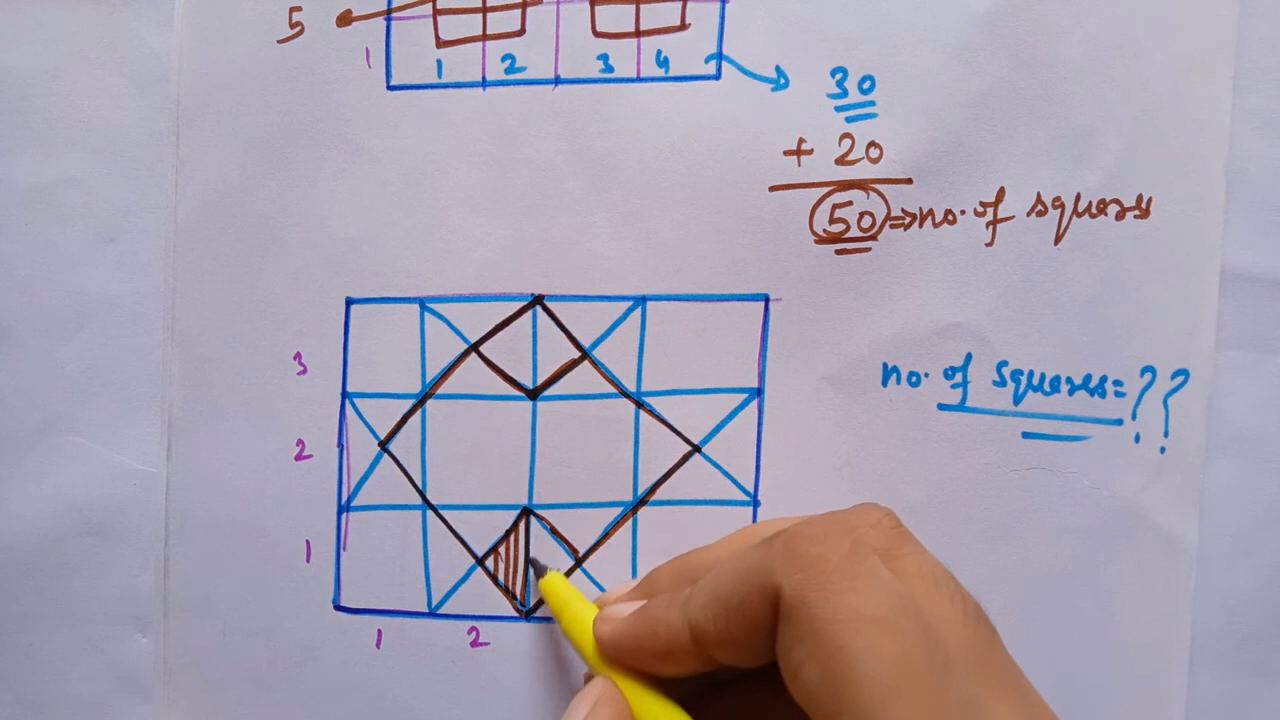 5
1
1 2 3 4
30
+ 20
50 ⇒ no. of squares
3
2
1
1 2
no. of squares = ??